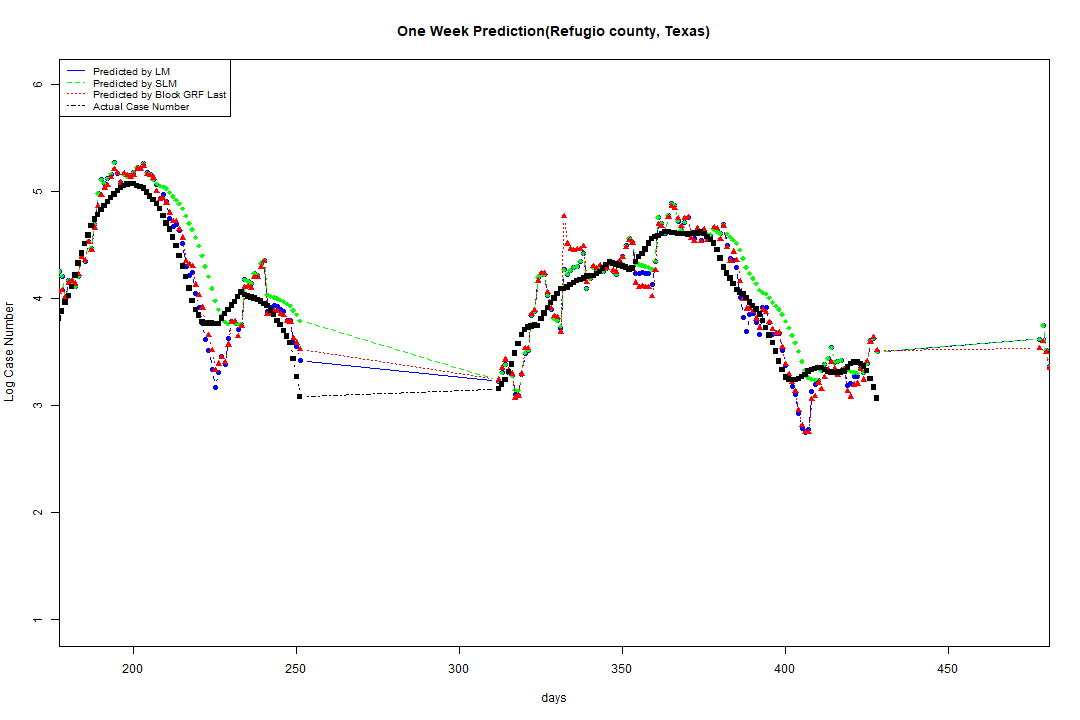 One Week Prediction(Refugio county, Texas)
Predicted by LM
Predicted by SLM
Predicted by Block GRF Last
Actual Case Number
6
5
4
3
2
1
Log Case Number
200 250 300 350 400 450
days